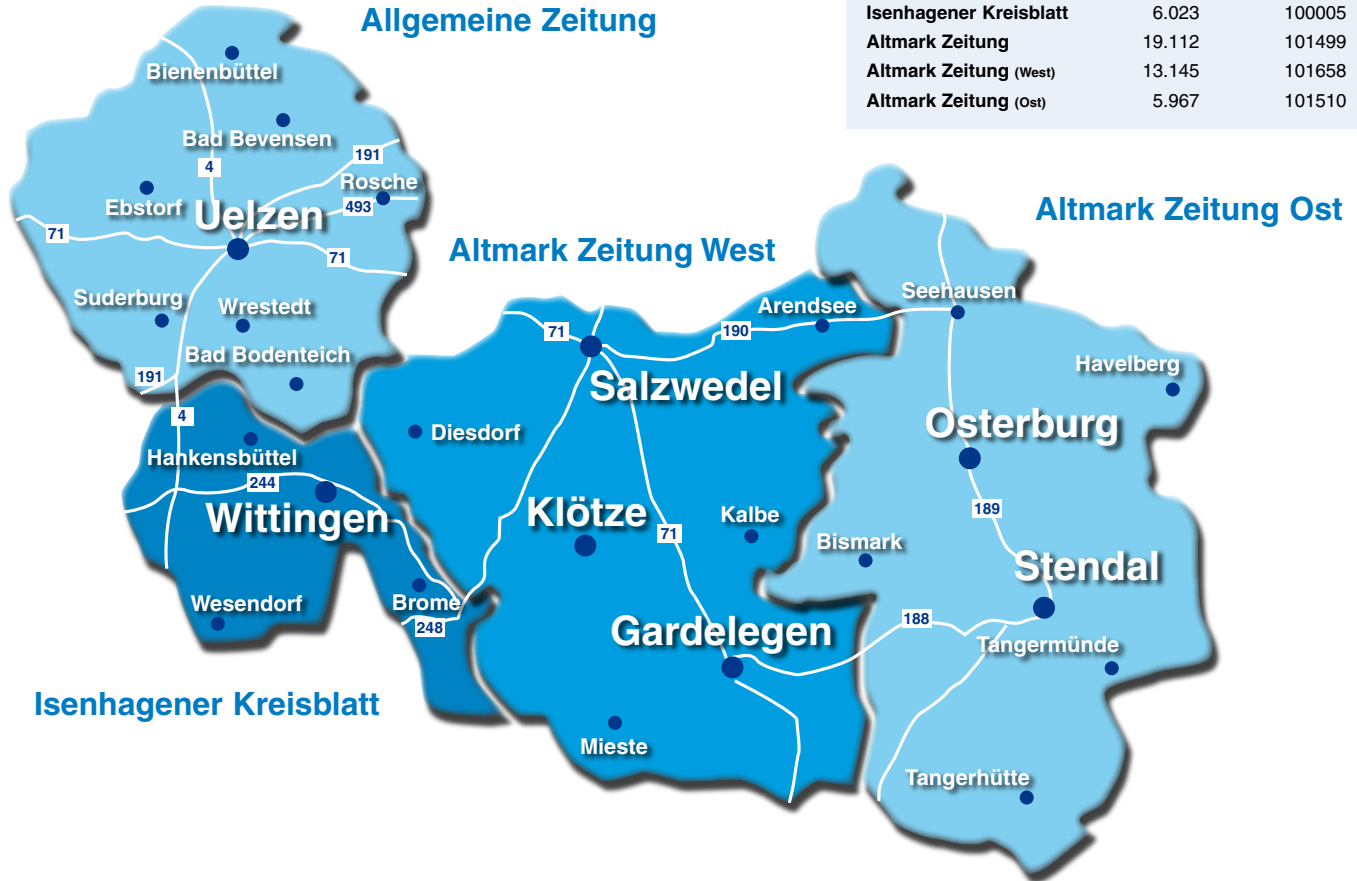 Allgemeine Zeitung
Isenhagener Kreisblatt 6.023 100005
Altmark Zeitung 19.112 101499
Altmark Zeitung (West) 13.145 101658
Altmark Zeitung (Ost) 5.967 101510
Bienenbüttel
Bad Bevensen
4
191
Rosche
Ebstorf
493
Uelzen
71
71
Suderburg
Wrestedt
Bad Bodenteich
191
4
Altmark Zeitung West
Altmark Zeitung Ost
Arendsee
Seehausen
71
190
Salzwedel
Havelberg
Diesdorf
Osterburg
Hankensbüttel
244
Wittingen
Klötze
Kalbe
71
189
Bismark
Stendal
Wesendorf
Brome
248
Gardelegen
188
Tangermünde
Isenhagener Kreisblatt
Mieste
Tangerhütte